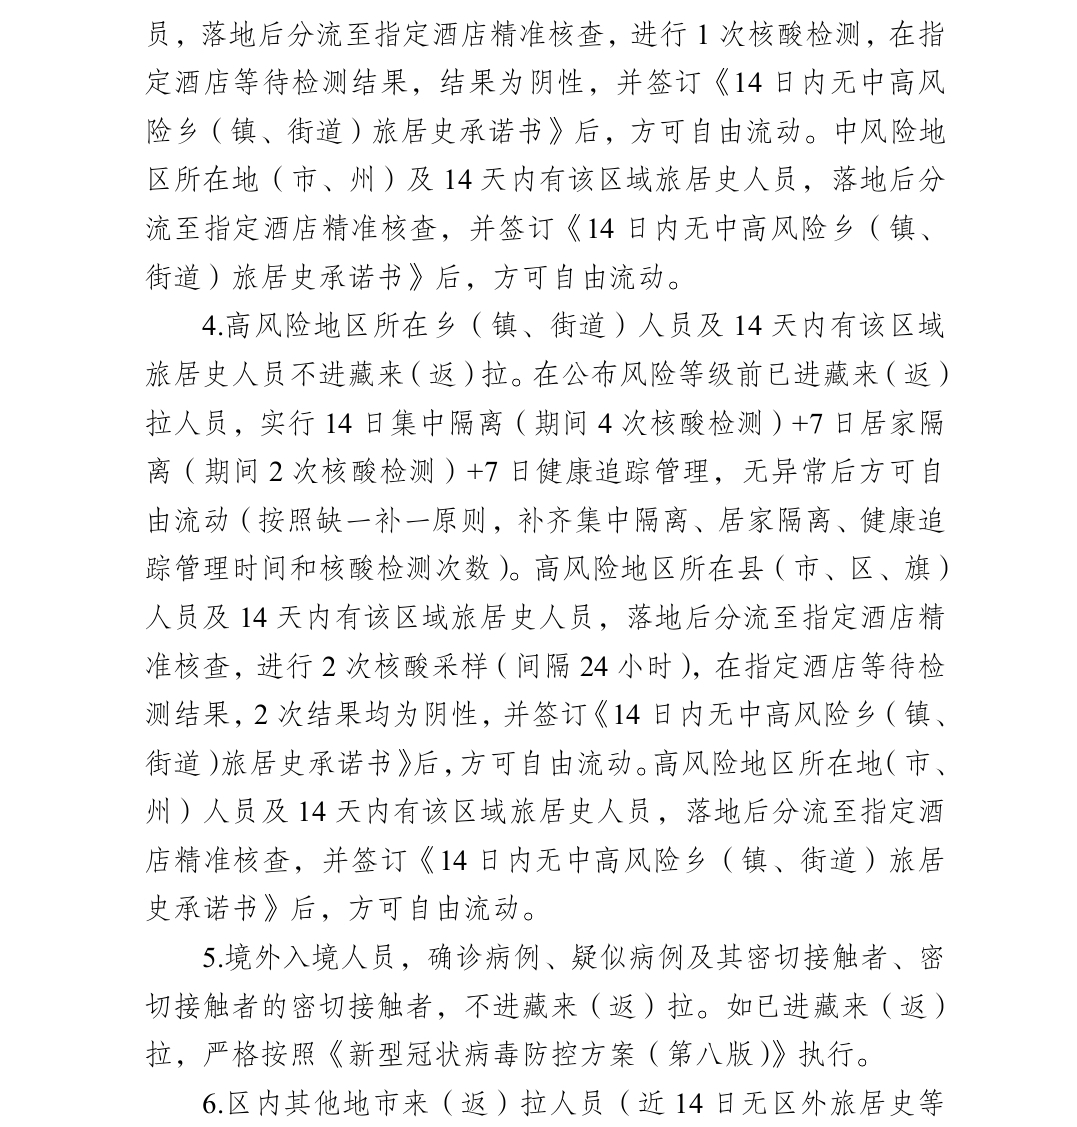 员，落地后分流至指定酒店精准核查，进行 1 次核酸检测，在指
定酒店等待检测结果，结果为阴性，并签订《14 日内无中高风
险乡（镇、街道）旅居史承诺书》后，方可自由流动。中风险地
区所在地（市、州）及 14 天内有该区域旅居史人员，落地后分
流至指定酒店精准核查，并签订《14 日内无中高风险乡（镇、
街道）旅居史承诺书》后，方可自由流动。
4.高风险地区所在乡（镇、街道）人员及 14 天内有该区域
旅居史人员不进藏来（返）拉。在公布风险等级前已进藏来（返）
拉人员，实行 14 日集中隔离（期间 4 次核酸检测）+7 日居家隔
离（期间 2 次核酸检测）+7 日健康追踪管理，无异常后方可自
由流动（按照缺一补一原则，补齐集中隔离、居家隔离、健康追
踪管理时间和核酸检测次数）。高风险地区所在县（市、区、旗）
人员及 14 天内有该区域旅居史人员，落地后分流至指定酒店精
准核查，进行 2 次核酸采样（间隔 24 小时），在指定酒店等待检
测结果，2 次结果均为阴性，并签订《14 日内无中高风险乡（镇、
街道）旅居史承诺书》后，方可自由流动。高风险地区所在地（市、
州）人员及 14 天内有该区域旅居史人员，落地后分流至指定酒
店精准核查，并签订《14 日内无中高风险乡（镇、街道）旅居
史承诺书》后，方可自由流动。
5.境外入境人员，确诊病例、疑似病例及其密切接触者、密
切接触者的密切接触者，不进藏来（返）拉。如已进藏来（返）
拉，严格按照《新型冠状病毒防控方案（第八版）》执行。
6.区内其他地市来（返）拉人员（近 14 日无区外旅居史等